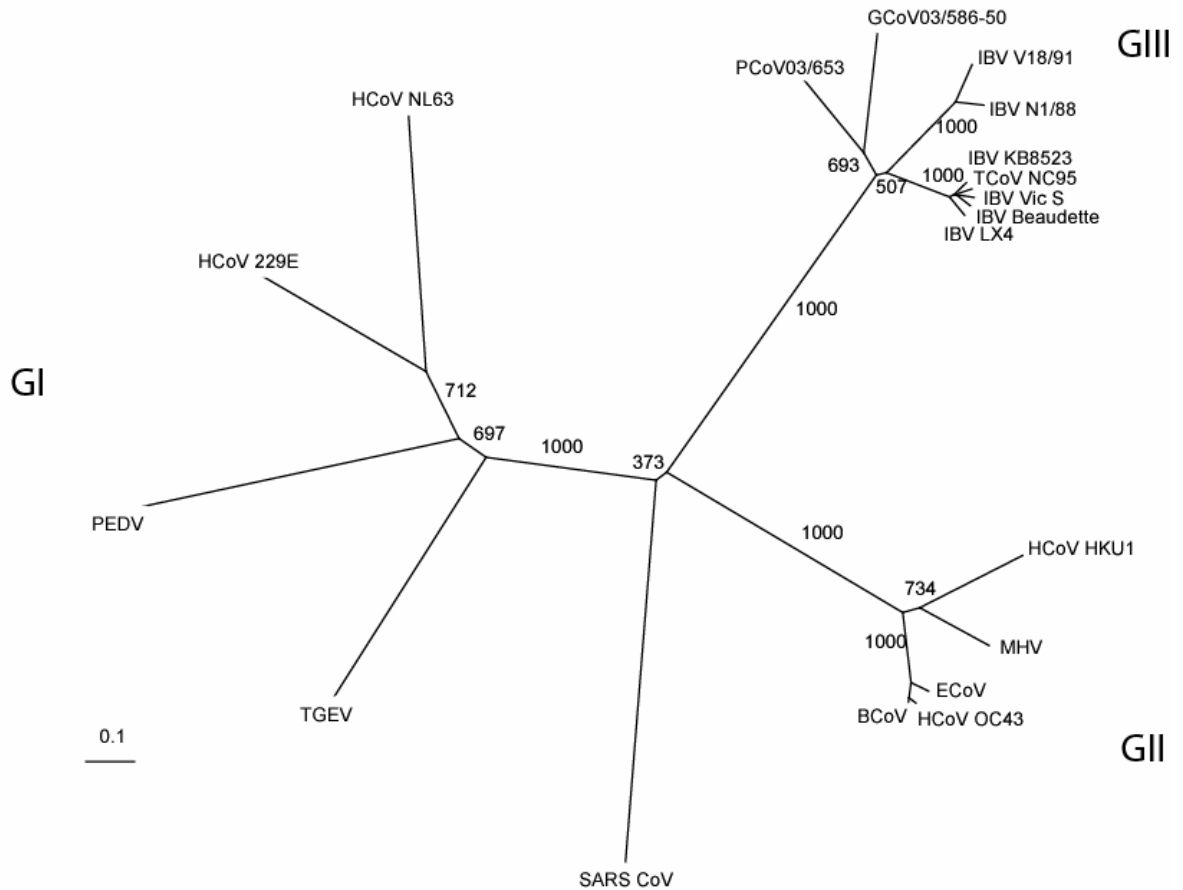 GCoV03/586-50
GIII
IBV V18/91
PCoV03/653
HCoV NL63
IBV N1/88
1000
IBV KB8523
693
1000
TCoV NC95
507
IBV Vic S
IBV Beaudette
IBV LX4
HCoV 229E
1000
GI
712
697
1000
373
PEDV
1000
HCoV HKU1
734
1000
MHV
ECoV
TGEV
BCoV
HCoV OC43
0.1
GII
SARS CoV